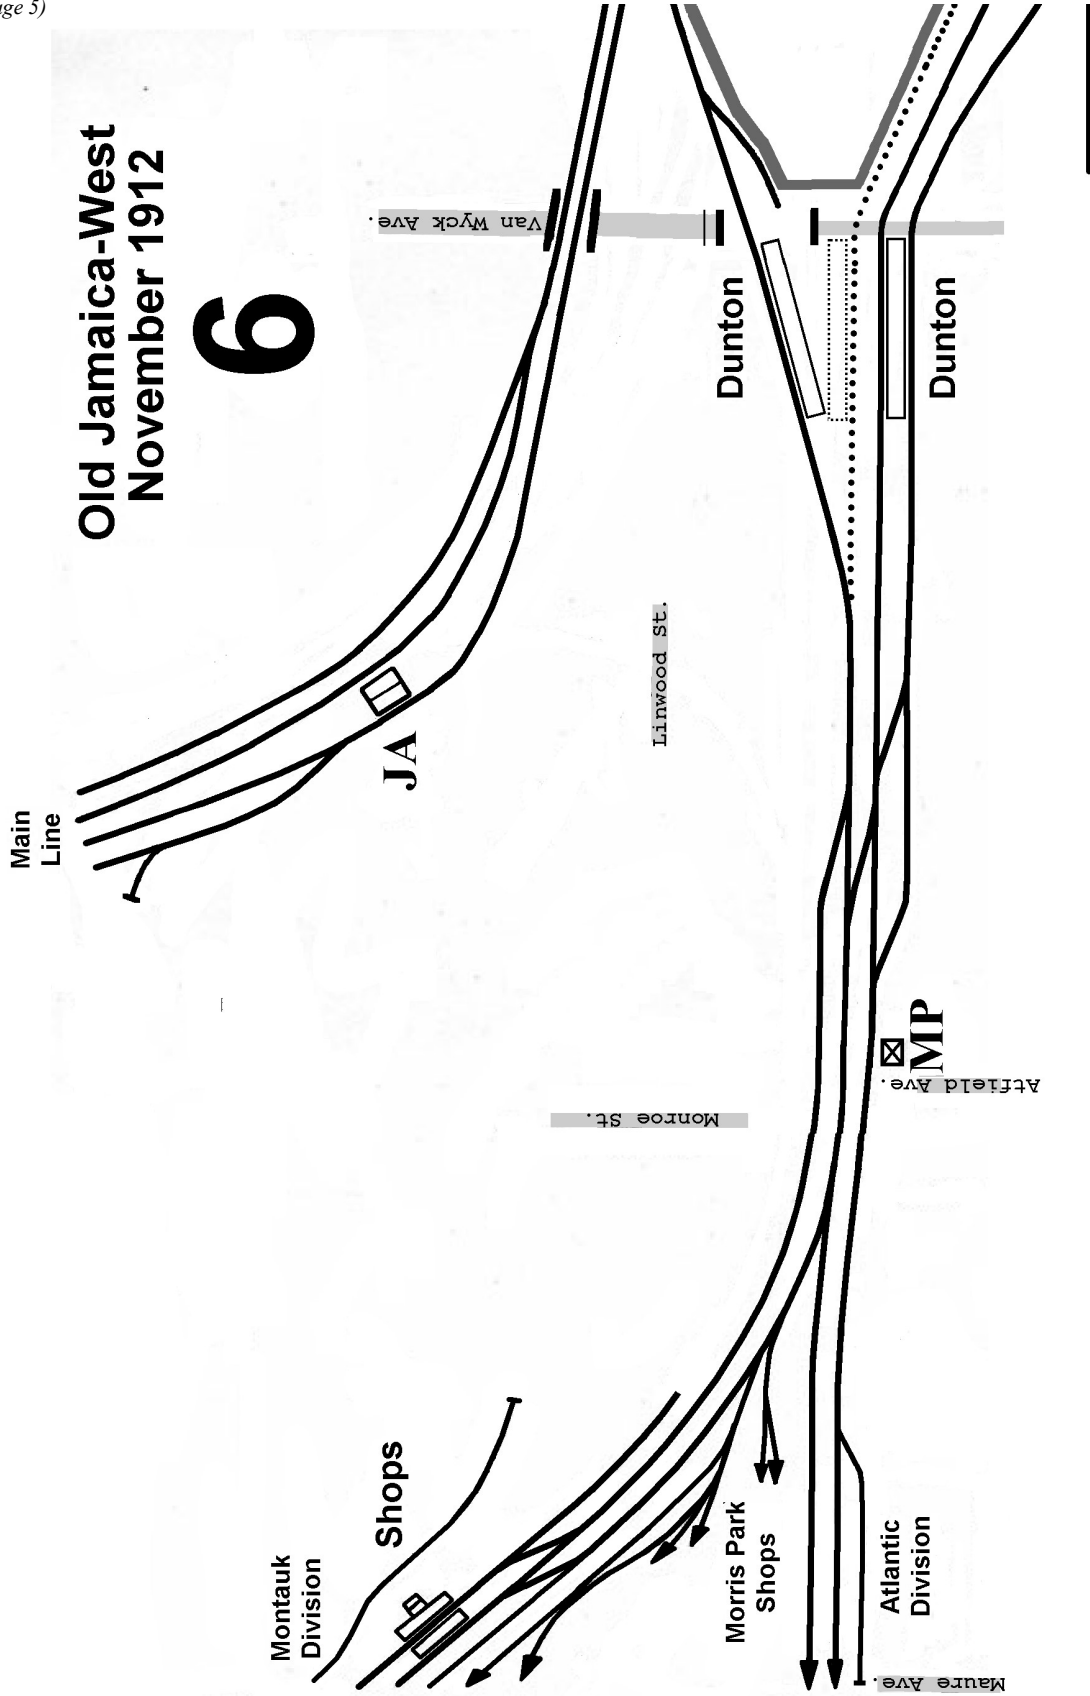 age 5)
Old Jamaica-West
November 1912
6
Van Wyck Ave.
Dunton
Dunton
Linwood St.
Main
Line
JA
MP
Atfield Ave.
Monroe St.
Shops
Montauk
Division
Morris Park
Shops
Atlantic
Division
Maure Ave.